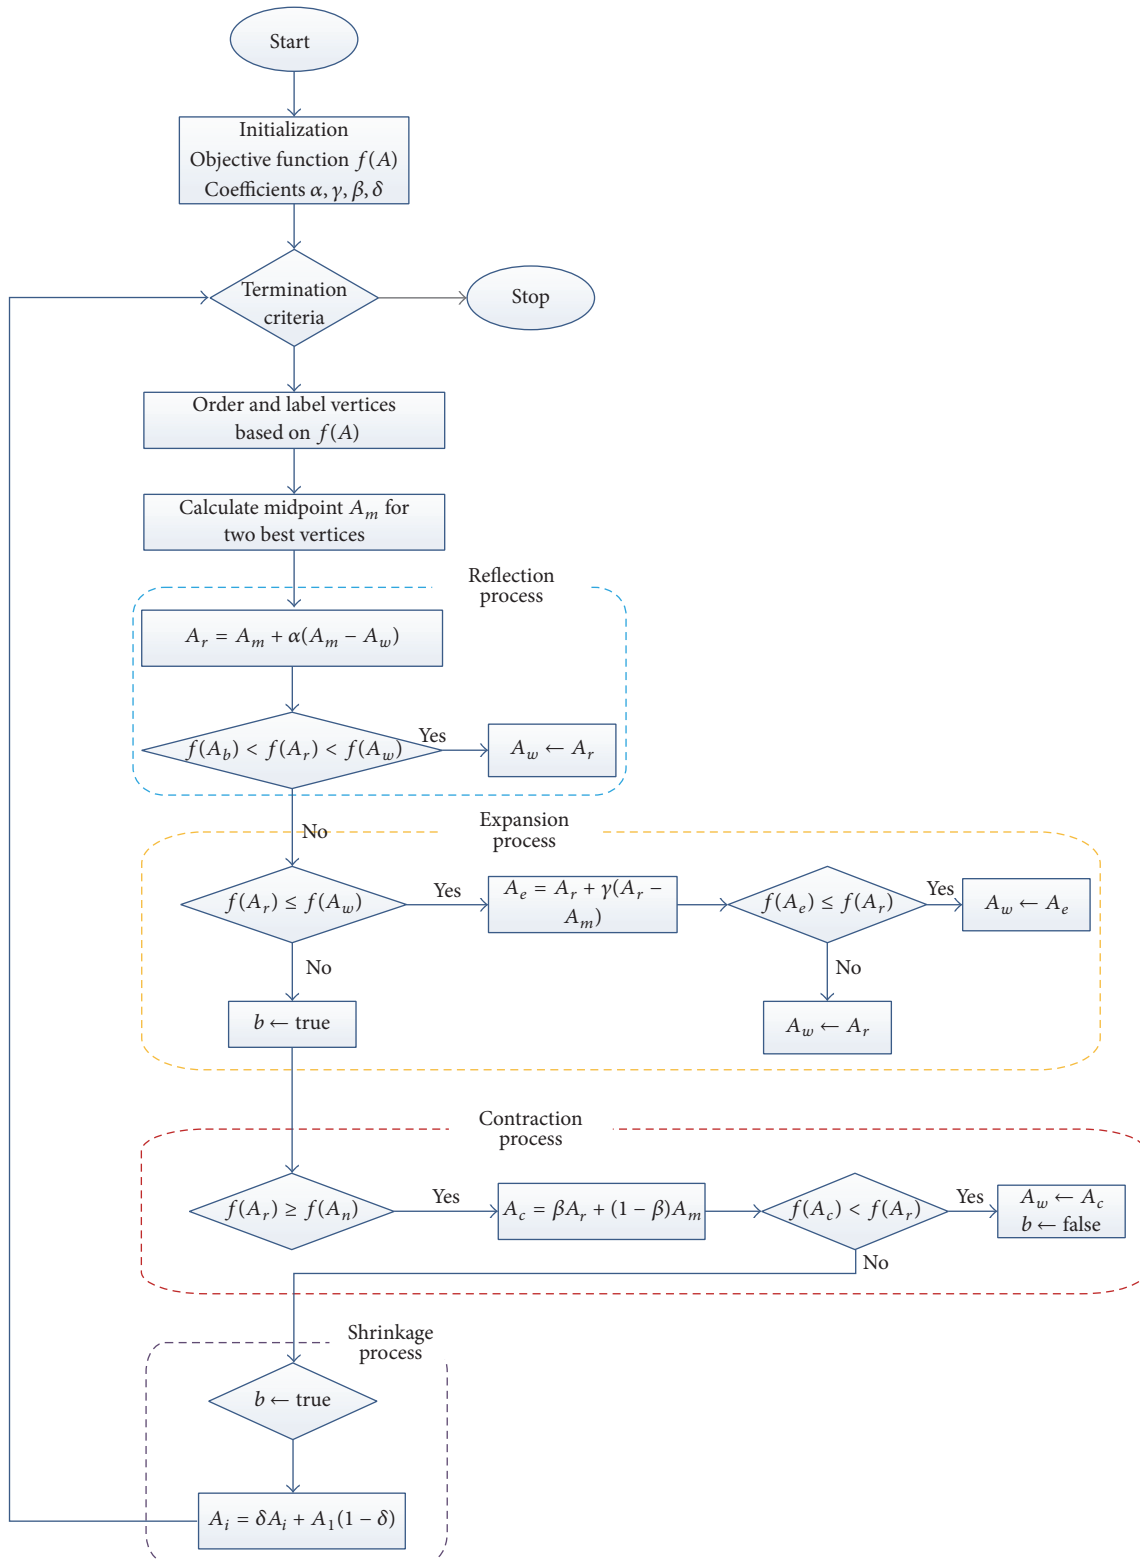 Start
Initialization
Objective function f(A)
Coefficients α, γ, β, δ
Termination
criteria
Stop
Order and label vertices
based on f(A)
Calculate midpoint Aₘ for
two best vertices
Reflection
process
A_r = A_m + α(A_m − A_w)
f(A_b) < f(A_r) < f(A_w)
Yes
A_w ← A_r
No
Expansion
process
f(A_r) ≤ f(A_w)
Yes
A_e = A_r + γ(A_r −
A_m)
f(A_e) ≤ f(A_r)
Yes
A_w ← A_e
No
No
b ← true
A_w ← A_r
Contraction
process
f(A_r) ≥ f(A_n)
Yes
A_c = βA_r + (1 − β)A_m
f(A_c) < f(A_r)
Yes
A_w ← A_c
b ← false
No
Shrinkage
process
b ← true
A_i = δA_i + A_1(1 − δ)